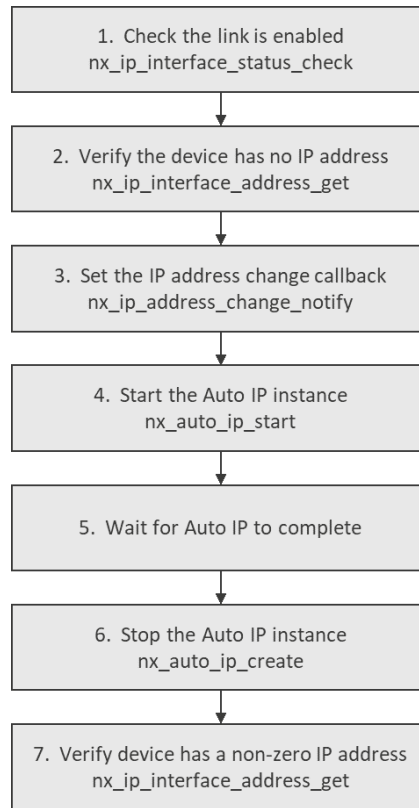 1. Check the link is enabled
nx_ip_interface_status_check
2. Verify the device has no IP address
nx_ip_interface_address_get
3. Set the IP address change callback
nx_ip_address_change_notify
4. Start the Auto IP instance
nx_auto_ip_start
5. Wait for Auto IP to complete
6. Stop the Auto IP instance
nx_auto_ip_create
7. Verify device has a non-zero IP address
nx_ip_interface_address_get